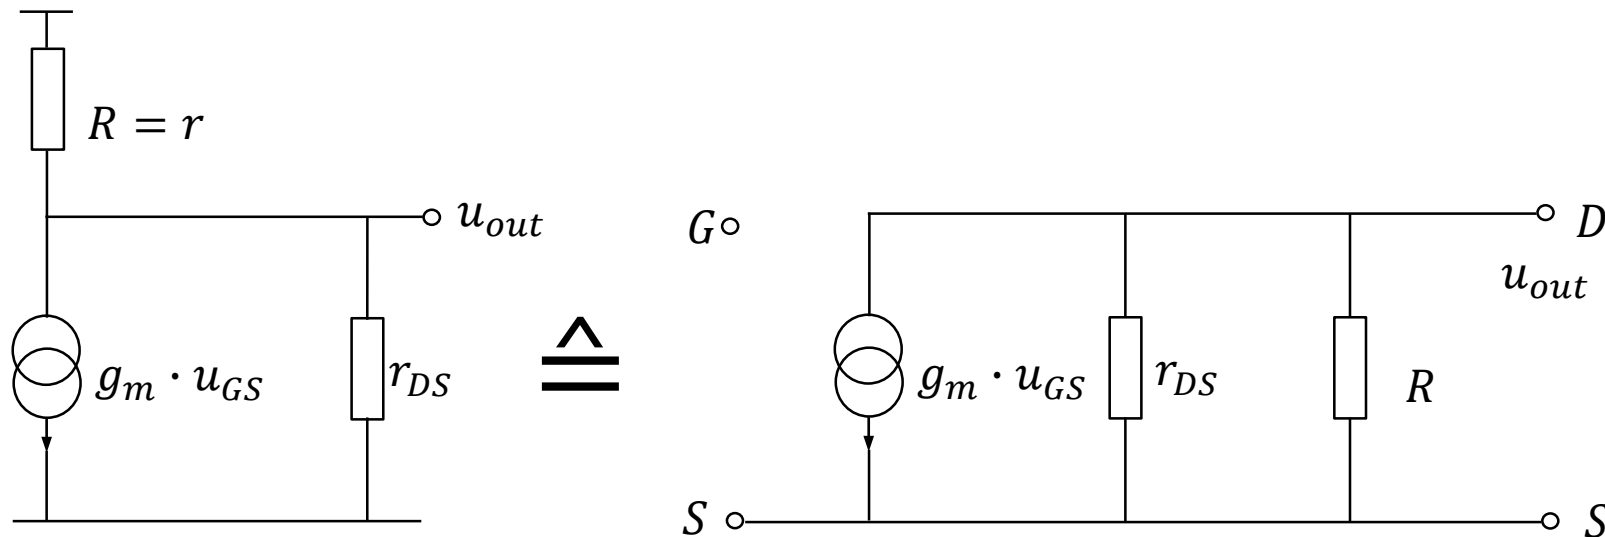 R = r
u_out
g_m · u_GS
r_DS
≙
G
D
u_out
g_m · u_GS
r_DS
R
S
S